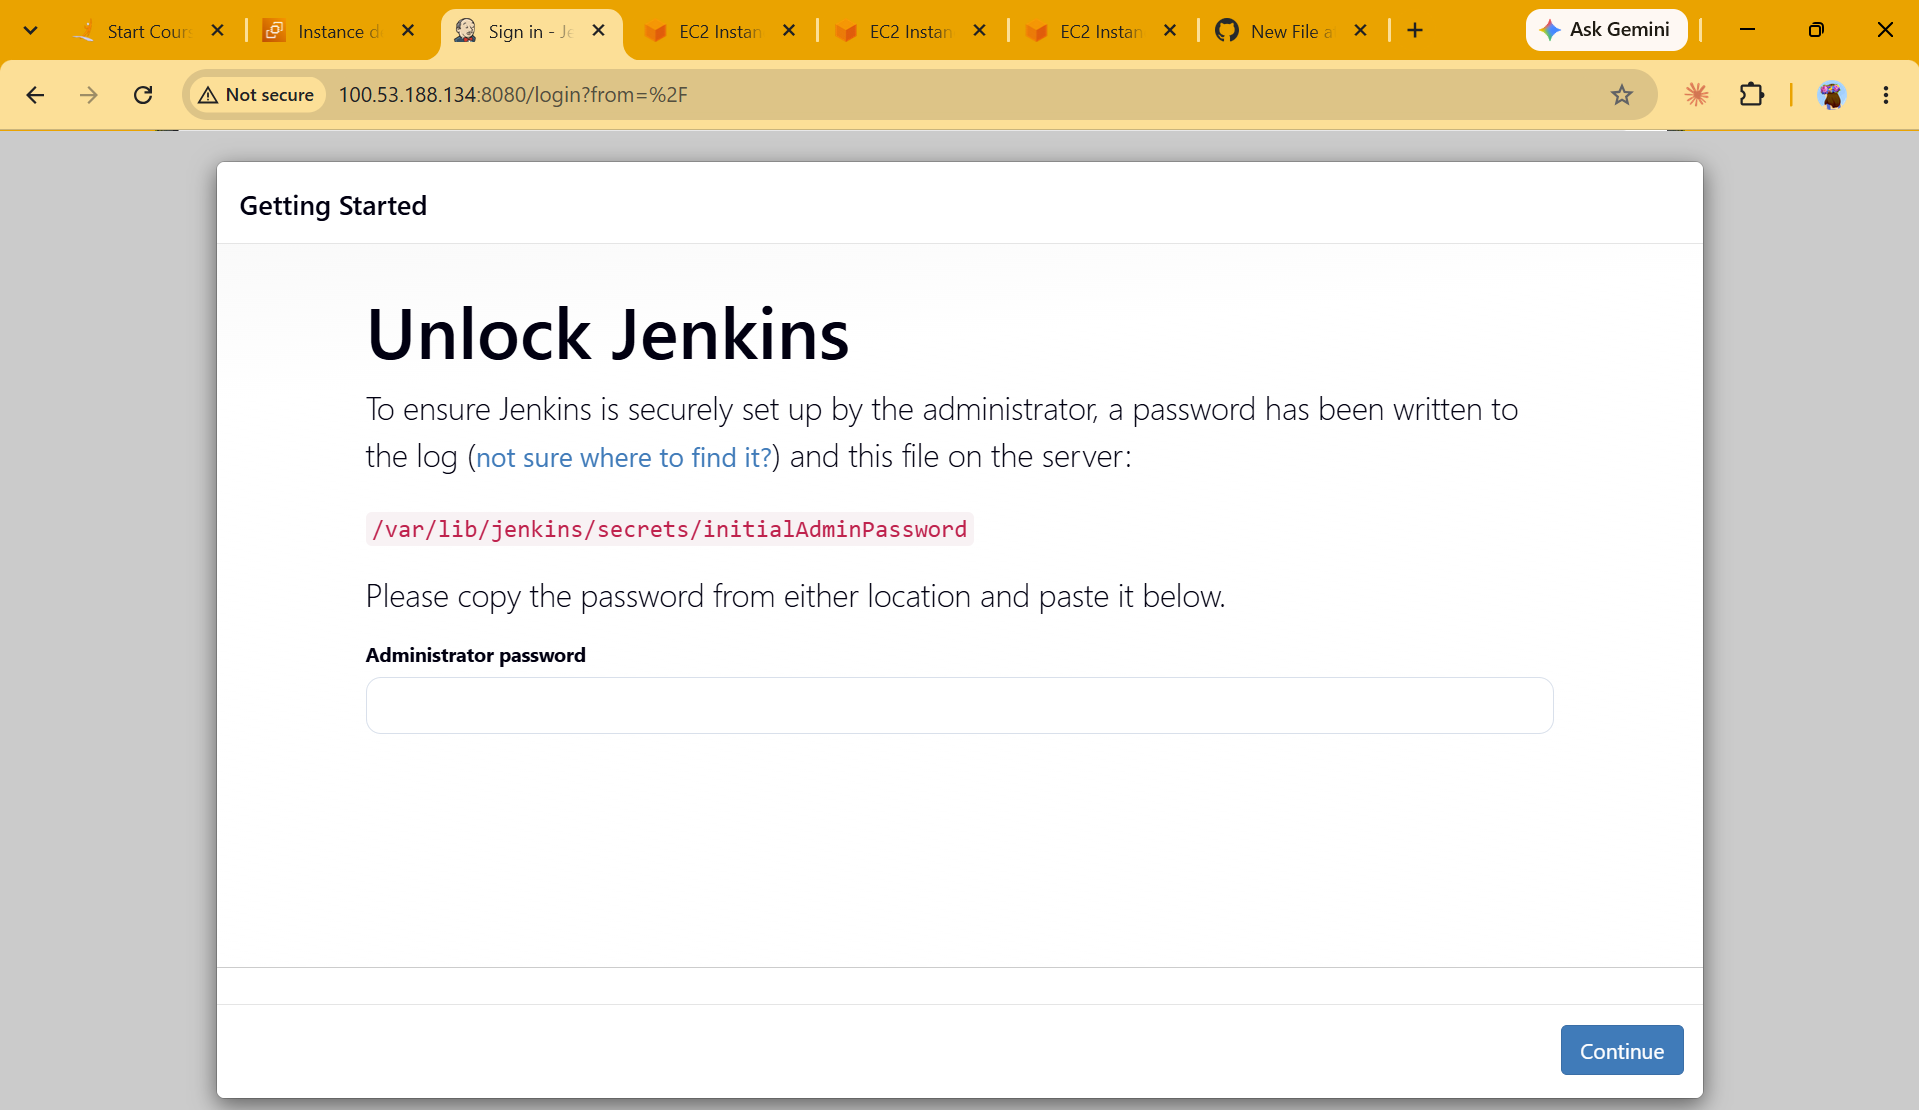 Start Cour
Instance d
Sign in - Je
EC2 Instan
EC2 Instan
EC2 Instan
New File a
Ask Gemini
Not secure
100.53.188.134:8080/login?from=%2F
Getting Started
Unlock Jenkins
To ensure Jenkins is securely set up by the administrator, a password has been written to
the log (not sure where to find it?) and this file on the server:
/var/lib/jenkins/secrets/initialAdminPassword
Please copy the password from either location and paste it below.
Administrator password
Continue